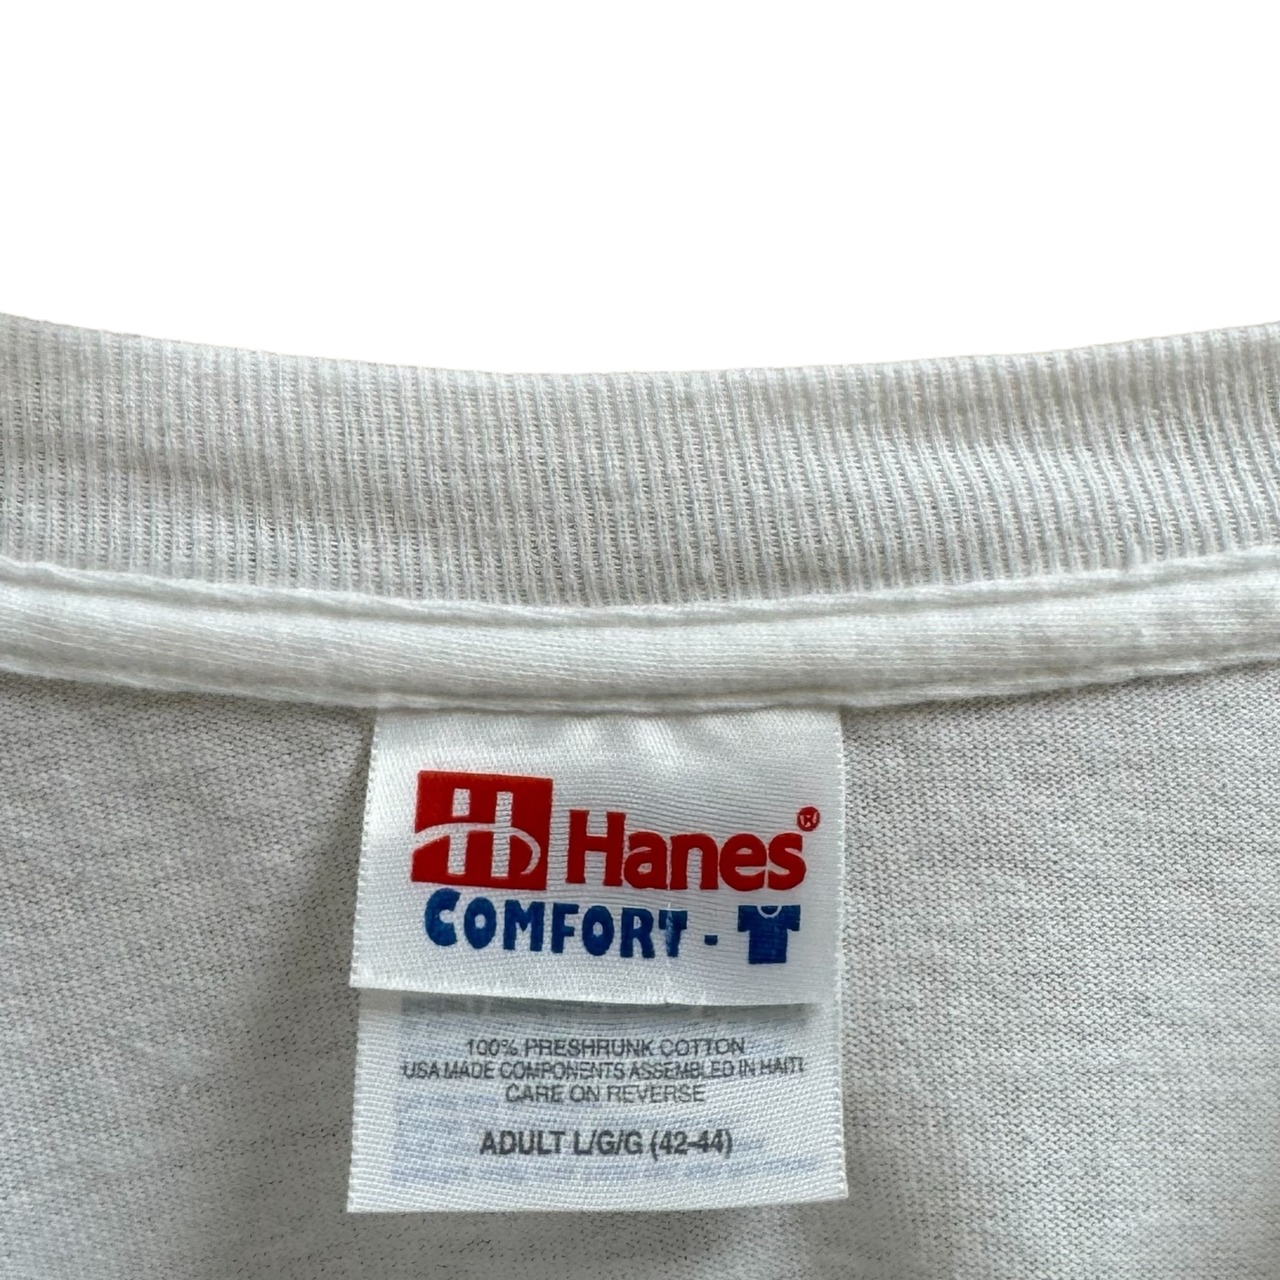 H Hanes®
COMFORT - T
100% PRESHRUNK COTTON
USA MADE COMPONENTS ASSEMBLED IN HAITI
CARE ON REVERSE
ADULT L/G/G (42-44)